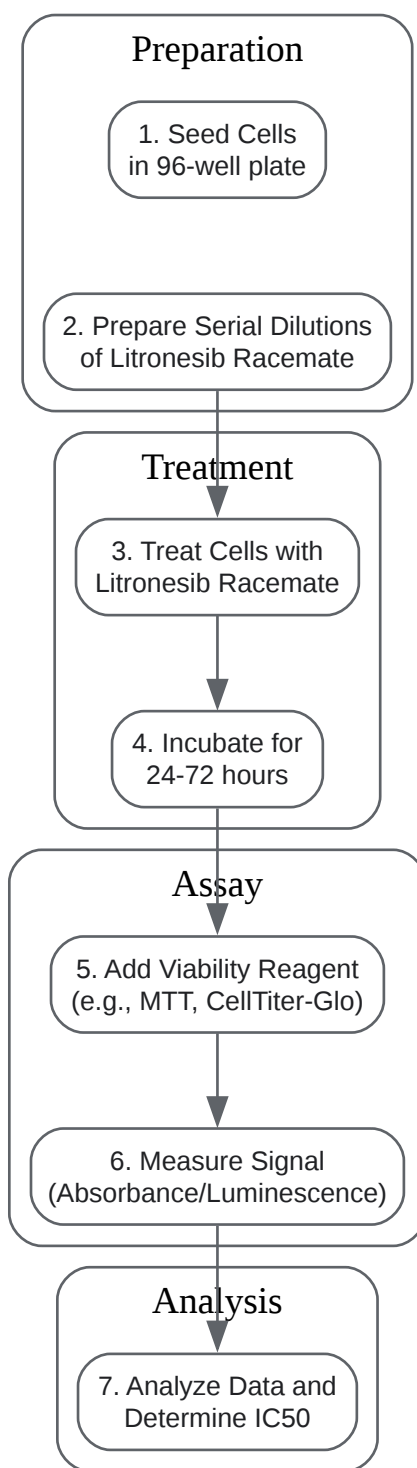 Preparation
1. Seed Cells
in 96-well plate
2. Prepare Serial Dilutions
of Litronesib Racemate
Treatment
3. Treat Cells with
Litronesib Racemate
4. Incubate for
24-72 hours
Assay
5. Add Viability Reagent
(e.g., MTT, CellTiter-Glo)
6. Measure Signal
(Absorbance/Luminescence)
Analysis
7. Analyze Data and
Determine IC50